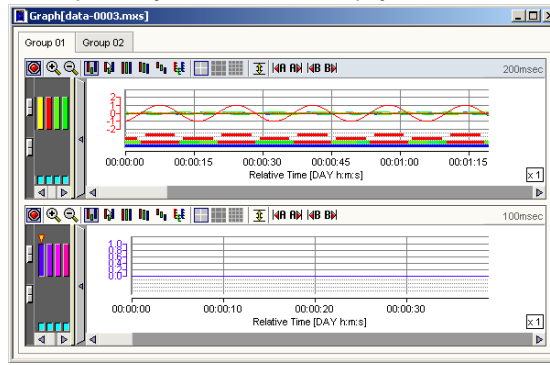 Graph[data-0003.mxs]
Group 01 Group 02
200msec
2
1
0
-1
-2
00:00:00 00:00:15 00:00:30 00:00:45 00:01:00 00:01:15
Relative Time [DAY h:m:s]
x1
100msec
1.0
0.8
0.6
0.4
0.2
0.0
00:00:00 00:00:10 00:00:20 00:00:30
Relative Time [DAY h:m:s]
x1